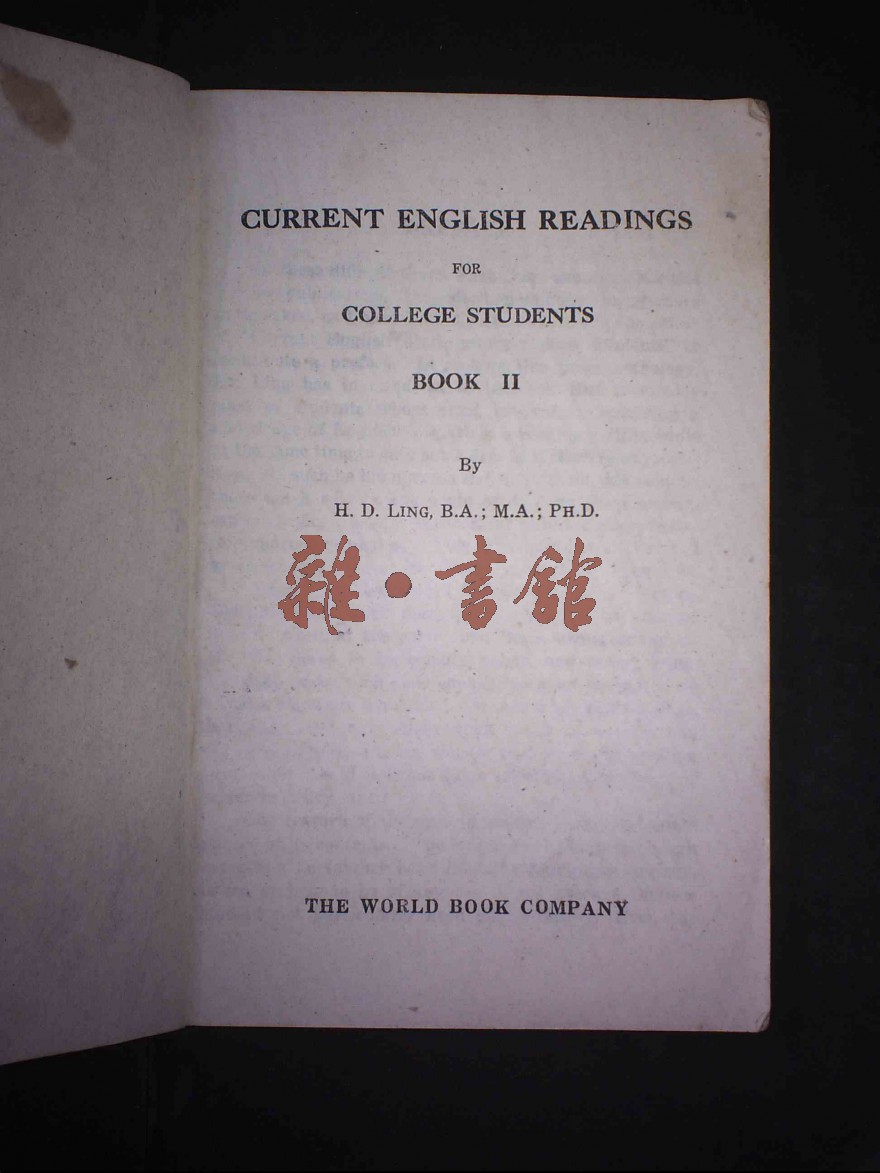 CURRENT ENGLISH READINGS
FOR
COLLEGE STUDENTS
BOOK II
By
H. D. LING, B.A.; M.A.; PH.D.
雜•書館
THE WORLD BOOK COMPANY